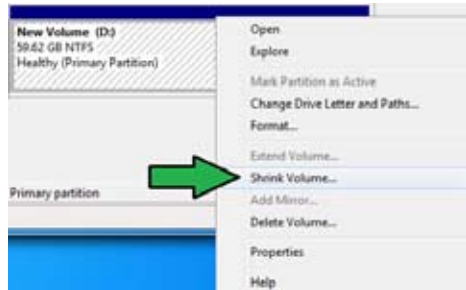 New Volume (D:)
59.62 GB NTFS
Healthy (Primary Partition)
Primary partition
Open
Explore
Mark Partition as Active
Change Drive Letter and Paths...
Format...
Extend Volume...
Shrink Volume...
Add Mirror...
Delete Volume...
Properties
Help